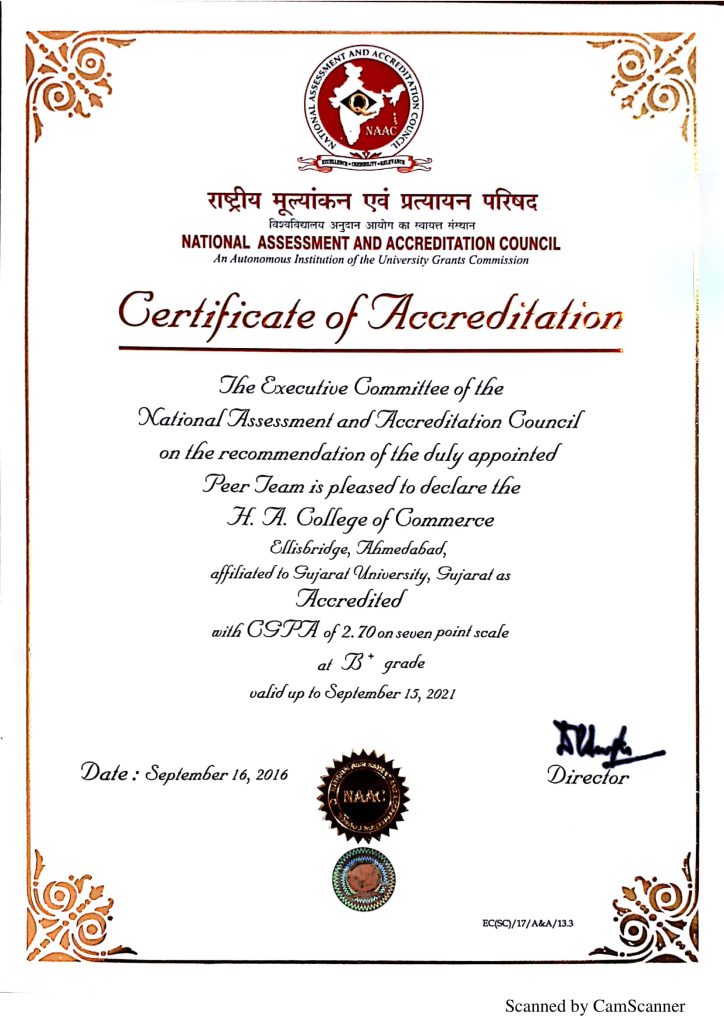 NATIONAL ASSESSMENT AND ACCREDITATION COUNCIL
NAAC
EXCELLENCE • CREDIBILITY • RELEVANCE
राष्ट्रीय मूल्यांकन एवं प्रत्यायन परिषद
विश्वविद्यालय अनुदान आयोग का स्वायत्त संस्थान
NATIONAL ASSESSMENT AND ACCREDITATION COUNCIL
An Autonomous Institution of the University Grants Commission
Certificate of Accreditation
The Executive Committee of the
National Assessment and Accreditation Council
on the recommendation of the duly appointed
Peer Team is pleased to declare the
H. A. College of Commerce
Ellisbridge, Ahmedabad,
affiliated to Gujarat University, Gujarat as
Accredited
with CGPA of 2.70 on seven point scale
at B+ grade
valid up to September 15, 2021
Date : September 16, 2016
Director
NAAC
EC(SC)/17/A&A/13.3
Scanned by CamScanner